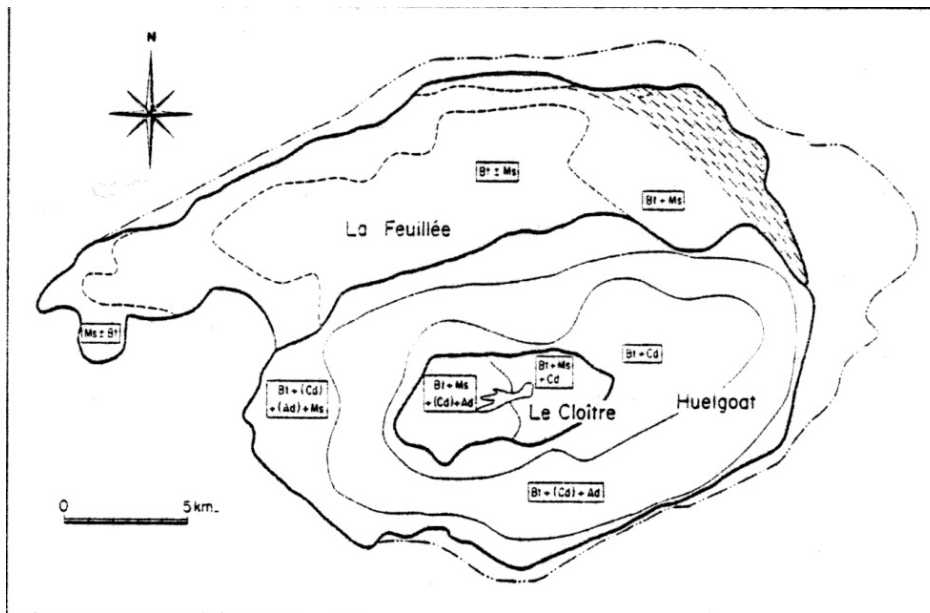 N
Bt ± Ms
Bt + Ms
La Feuillée
Ms ± Bt
Bt + Cd
Bt + Ms
+ Cd
Bt + Ms
+ (Cd) + Ad
Bt + (Cd)
+ (Ad) + Ms
Le Cloître
Huelgoat
Bt + (Cd) + Ad
0 5 km